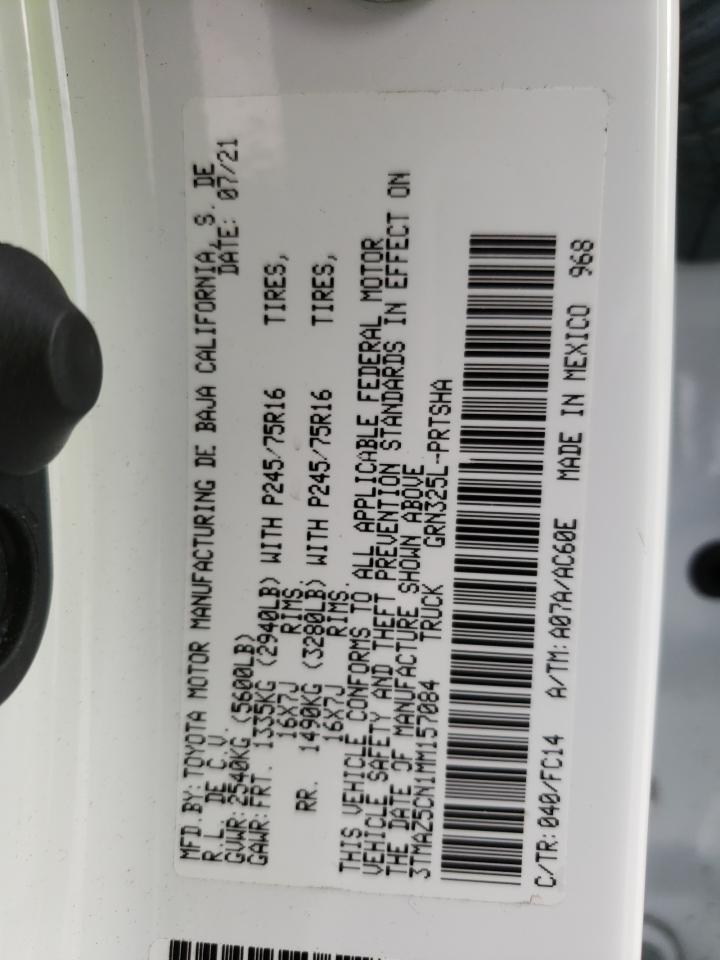 MFD.BY:TOYOTA MOTOR MANUFACTURING DE BAJA CALIFORNIA, S. DE
R.L. DE C.V. DATE: 07/21
GVWR:2540KG (5600LB)
GAWR:FRT. 1335KG (2940LB) WITH P245/75R16 TIRES,
16X7J RIMS.
RR. 1490KG (3280LB) WITH P245/75R16 TIRES,
16X7J RIMS.
THIS VEHICLE CONFORMS TO ALL APPLICABLE FEDERAL MOTOR
VEHICLE SAFETY AND THEFT PREVENTION STANDARDS IN EFFECT ON
THE DATE OF MANUFACTURE SHOWN ABOVE
3TMAZ5CN1MM157084 TRUCK GRN325L-PRTSHA
C/TR:040/FC14 A/TM:A07A/AC60E MADE IN MEXICO 968